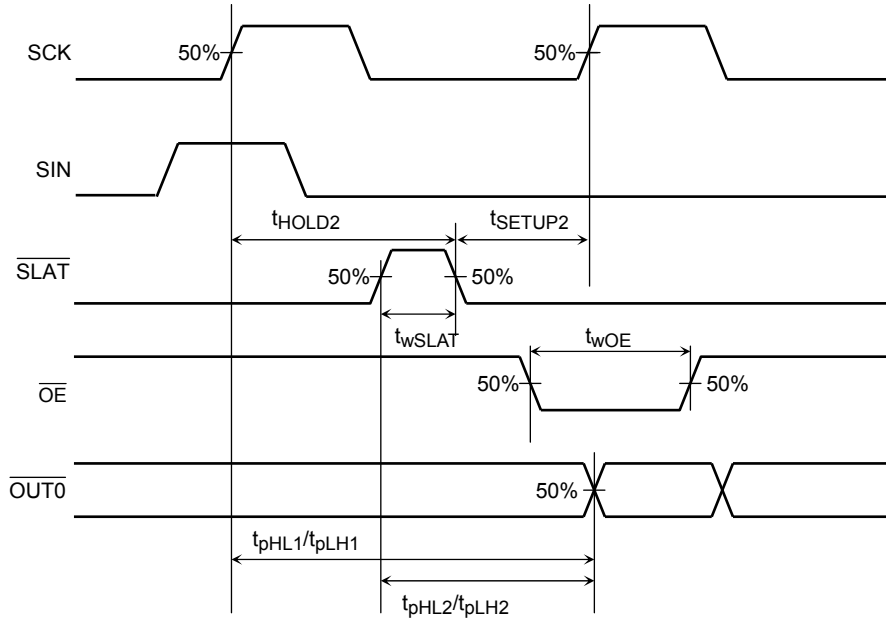 SCK
50%
50%
SIN
tHOLD2
tSETUP2
SLAT
50%
50%
twSLAT
twOE
OE
50%
50%
OUT0
50%
tpHL1/tpLH1
tpHL2/tpLH2